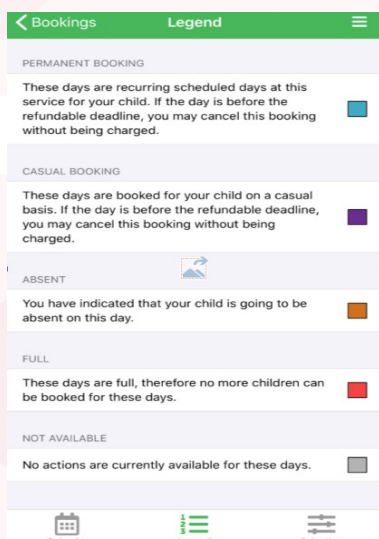 Bookings Legend
PERMANENT BOOKING
These days are recurring scheduled days at this
service for your child. If the day is before the
refundable deadline, you may cancel this booking
without being charged.
CASUAL BOOKING
These days are booked for your child on a casual
basis. If the day is before the refundable deadline,
you may cancel this booking without being
charged.
ABSENT
You have indicated that your child is going to be
absent on this day.
FULL
These days are full, therefore no more children can
be booked for these days.
NOT AVAILABLE
No actions are currently available for these days.